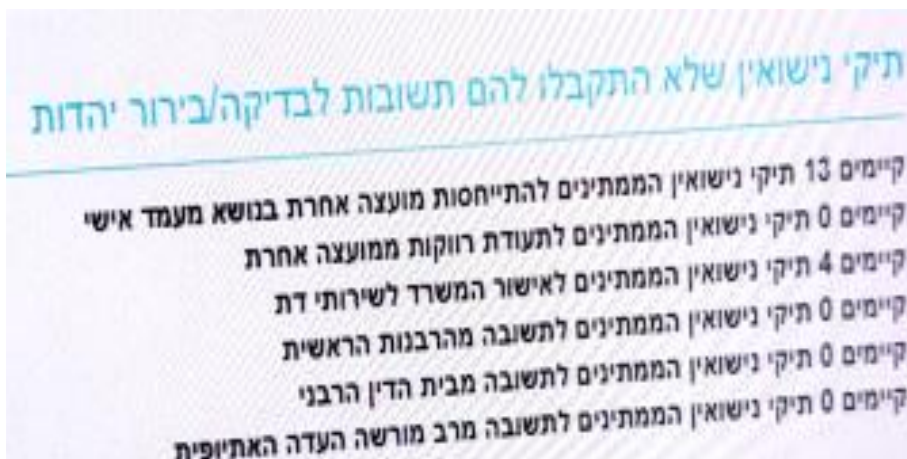 תיקי נישואין שלא התקבלו להם תשובות לבדיקה/בירור יהדות
קיימים 13 תיקי נישואין הממתינים להתייחסות מועצה אחרת בנושא מעמד אישי
קיימים 0 תיקי נישואין הממתינים לתעודת רווקות ממועצה אחרת
קיימים 4 תיקי נישואין הממתינים לאישור המשרד לשירותי דת
קיימים 0 תיקי נישואין הממתינים לתשובה מהרבנות הראשית
קיימים 0 תיקי נישואין הממתינים לתשובה מבית הדין הרבני
קיימים 0 תיקי נישואין הממתינים לתשובה מרב מורשה העדה האתיופית